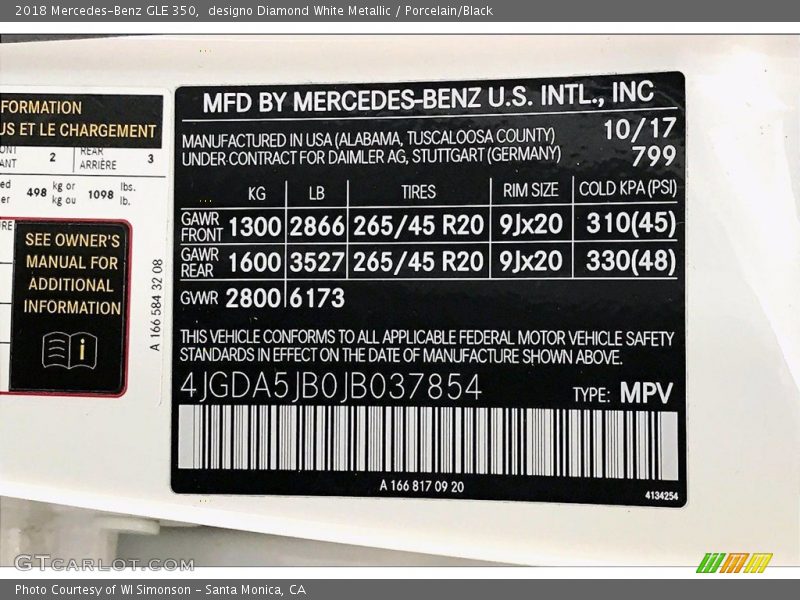 2018 Mercedes-Benz GLE 350, designo Diamond White Metallic / Porcelain/Black
FORMATION
US ET LE CHARGEMENT
2
REAR
ARRIÈRE
3
498
kg or
kg ou
1098
lbs.
lb.
SEE OWNER'S
MANUAL FOR
ADDITIONAL
INFORMATION
i
A 166 584 32 08
MFD BY MERCEDES-BENZ U.S. INTL., INC
MANUFACTURED IN USA (ALABAMA, TUSCALOOSA COUNTY) 10/17
UNDER CONTRACT FOR DAIMLER AG, STUTTGART (GERMANY) 799
KG LB TIRES RIM SIZE COLD KPA (PSI)
GAWR
FRONT 1300 2866 265/45 R20 9Jx20 310(45)
GAWR
REAR 1600 3527 265/45 R20 9Jx20 330(48)
GVWR 2800 6173
THIS VEHICLE CONFORMS TO ALL APPLICABLE FEDERAL MOTOR VEHICLE SAFETY
STANDARDS IN EFFECT ON THE DATE OF MANUFACTURE SHOWN ABOVE.
4JGDA5JB0JB037854 TYPE: MPV
A 166 817 09 20
4134254
GTCARLOT.COM
Photo Courtesy of WI Simonson - Santa Monica, CA